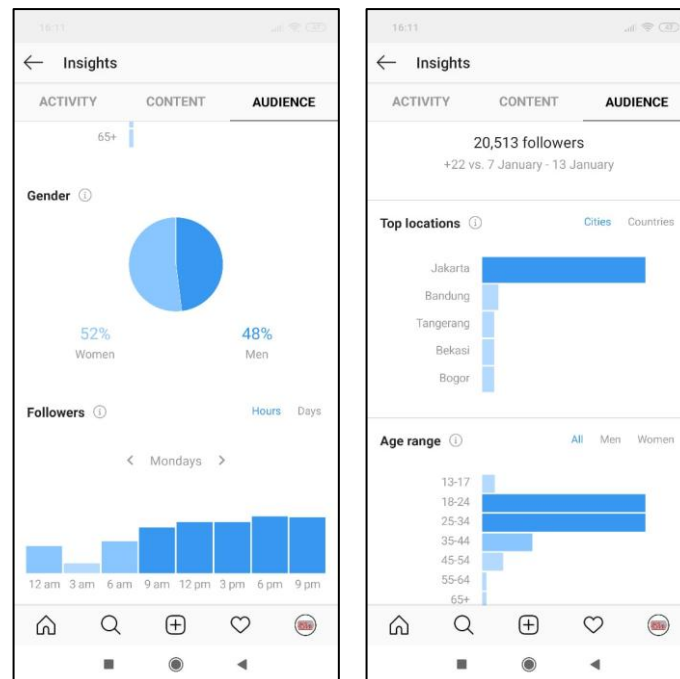 16:11
Insights
ACTIVITY CONTENT AUDIENCE
65+
Gender
52% 48%
Women Men
Followers Hours Days
< Mondays >
12 am 3 am 6 am 9 am 12 pm 3 pm 6 pm 9 pm
16:11
Insights
ACTIVITY CONTENT AUDIENCE
20,513 followers
+22 vs. 7 January - 13 January
Top locations Cities Countries
Jakarta
Bandung
Tangerang
Bekasi
Bogor
Age range All Men Women
13-17
18-24
25-34
35-44
45-54
55-64
65+